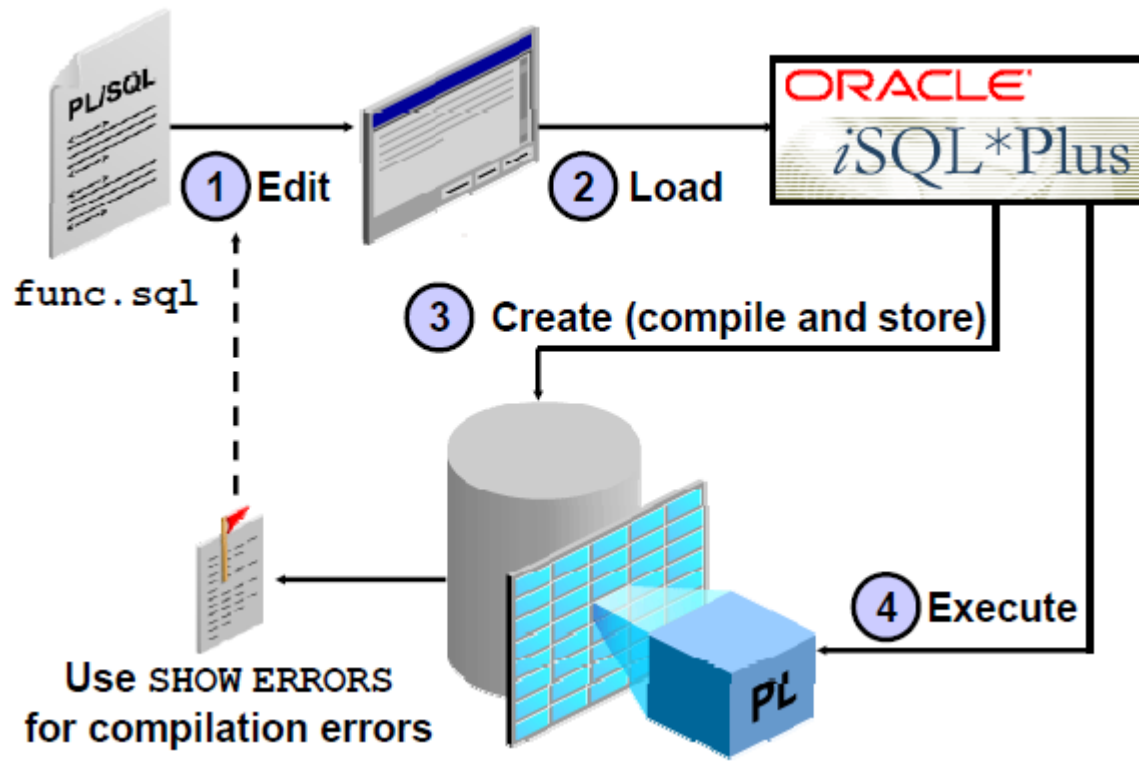 PL/SQL
func.sql
1 Edit
2 Load
ORACLE'
iSQL*Plus
3 Create (compile and store)
4 Execute
PL
Use SHOW ERRORS
for compilation errors